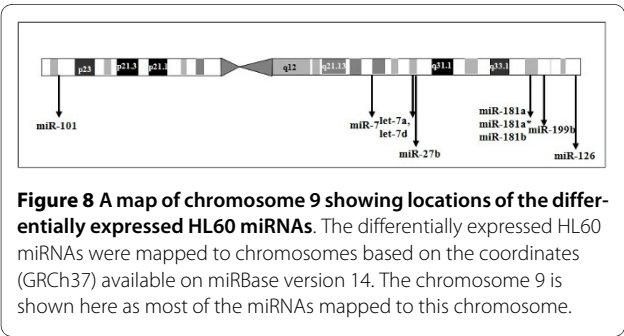 p23 p21.3 p21.1 q12 q21.13 q31.1 q33.1
miR-101 miR-7 let-7a, miR-181a
let-7d miR-181a* miR-199b
miR-27b miR-181b miR-126
Figure 8 A map of chromosome 9 showing locations of the differ-
entially expressed HL60 miRNAs. The differentially expressed HL60
miRNAs were mapped to chromosomes based on the coordinates
(GRCh37) available on miRBase version 14. The chromosome 9 is
shown here as most of the miRNAs mapped to this chromosome.